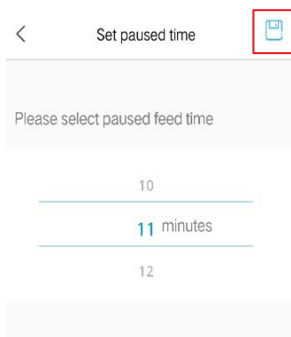 Set paused time
Please select paused feed time
10
11 minutes
12